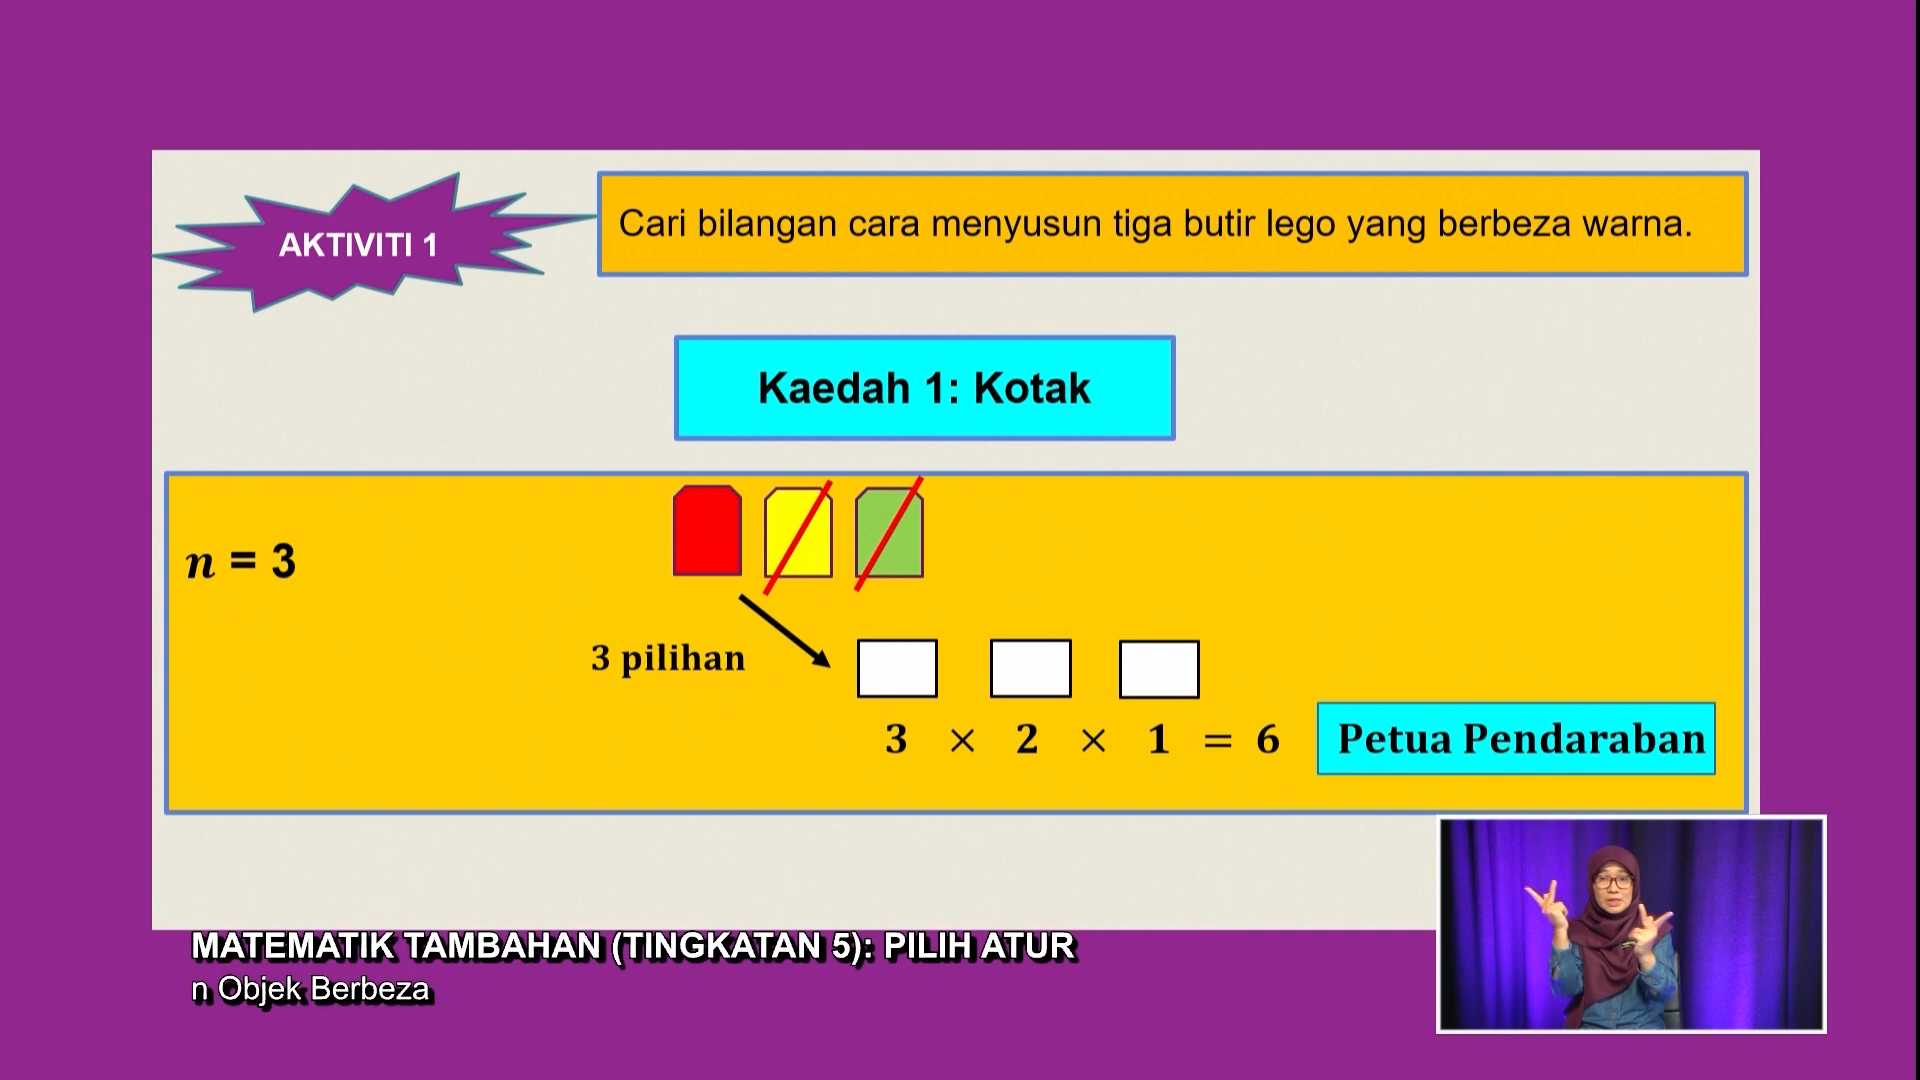 AKTIVITI 1
Cari bilangan cara menyusun tiga butir lego yang berbeza warna.
Kaedah 1: Kotak
n = 3
3 pilihan
3 × 2 × 1 = 6
Petua Pendaraban
MATEMATIK TAMBAHAN (TINGKATAN 5): PILIH ATUR
n Objek Berbeza